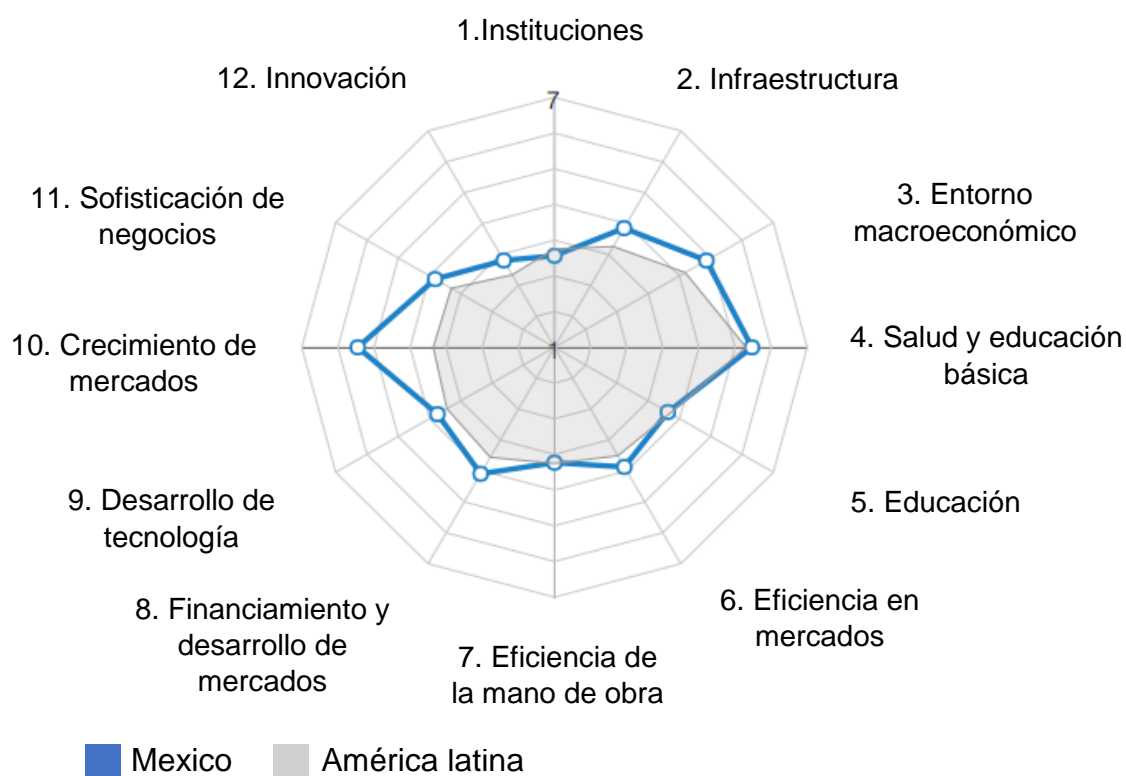 1.Instituciones
2. Infraestructura
3. Entorno
macroeconómico
4. Salud y educación
básica
5. Educación
6. Eficiencia en
mercados
7. Eficiencia de
la mano de obra
8. Financiamiento y
desarrollo de
mercados
9. Desarrollo de
tecnología
10. Crecimiento de
mercados
11. Sofisticación de
negocios
12. Innovación
7
1
Mexico
América latina